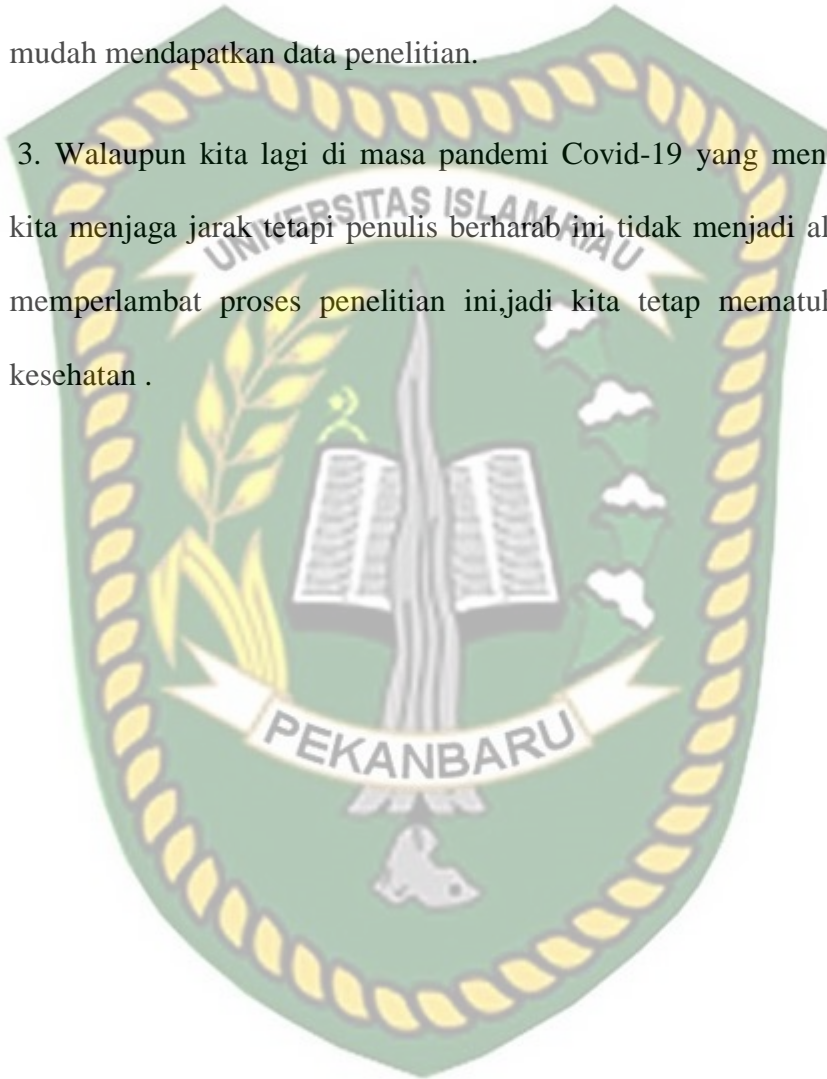 mudah mendapatkan data penelitian.
3. Walaupun kita lagi di masa pandemi Covid-19 yang men
kita menjaga jarak tetapi penulis berharab ini tidak menjadi al
memperlambat proses penelitian ini,jadi kita tetap mematuh
kesehatan .
UNIVERSITAS ISLAM RIAU
PEKANBARU